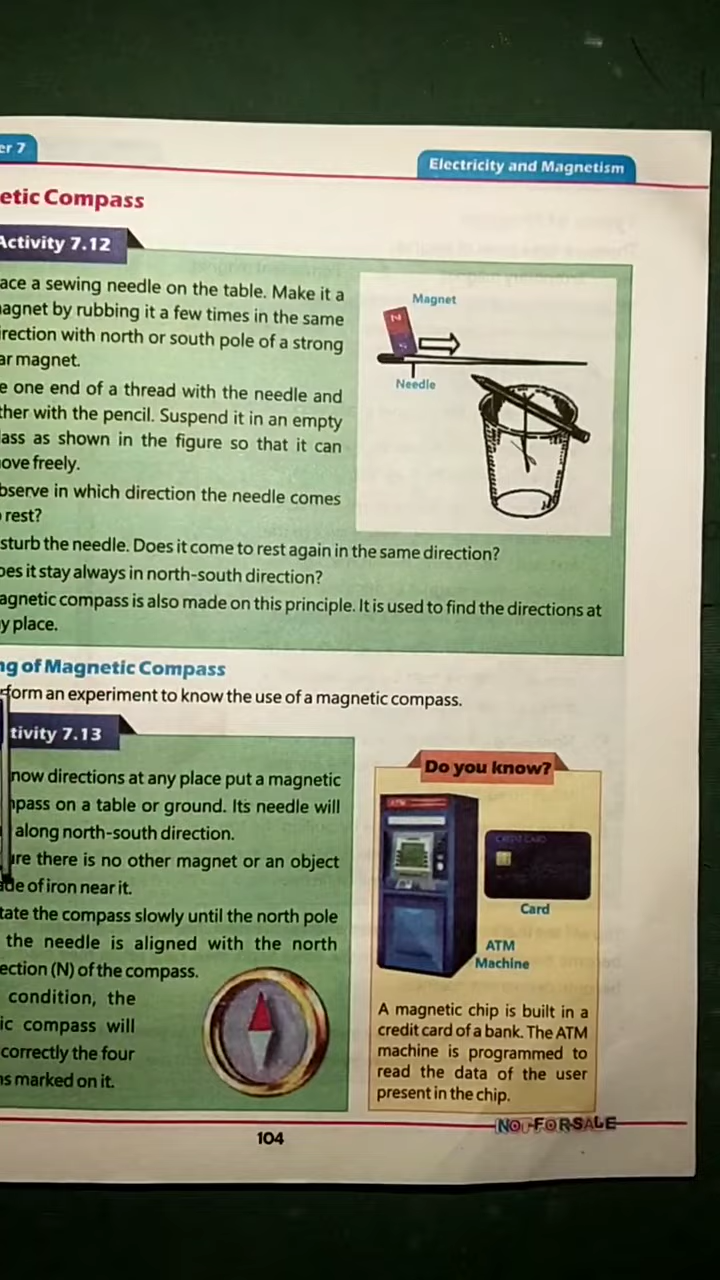 er 7
Electricity and Magnetism
etic Compass
Activity 7.12
ace a sewing needle on the table. Make it a
agnet by rubbing it a few times in the same
irection with north or south pole of a strong
ar magnet.
e one end of a thread with the needle and
ther with the pencil. Suspend it in an empty
lass as shown in the figure so that it can
ove freely.
bserve in which direction the needle comes
rest?
sturb the needle. Does it come to rest again in the same direction?
oes it stay always in north-south direction?
agnetic compass is also made on this principle. It is used to find the directions at
y place.
Magnet
N
S
Needle
ng of Magnetic Compass
form an experiment to know the use of a magnetic compass.
tivity 7.13
now directions at any place put a magnetic
pass on a table or ground. Its needle will
along north-south direction.
ure there is no other magnet or an object
ade of iron near it.
tate the compass slowly until the north pole
the needle is aligned with the north
ection (N) of the compass.
condition, the
ic compass will
correctly the four
ns marked on it.
Do you know?
ATM
CREDIT CARD
Card
ATM
Machine
A magnetic chip is built in a
credit card of a bank. The ATM
machine is programmed to
read the data of the user
present in the chip.
NOT FOR SALE
104